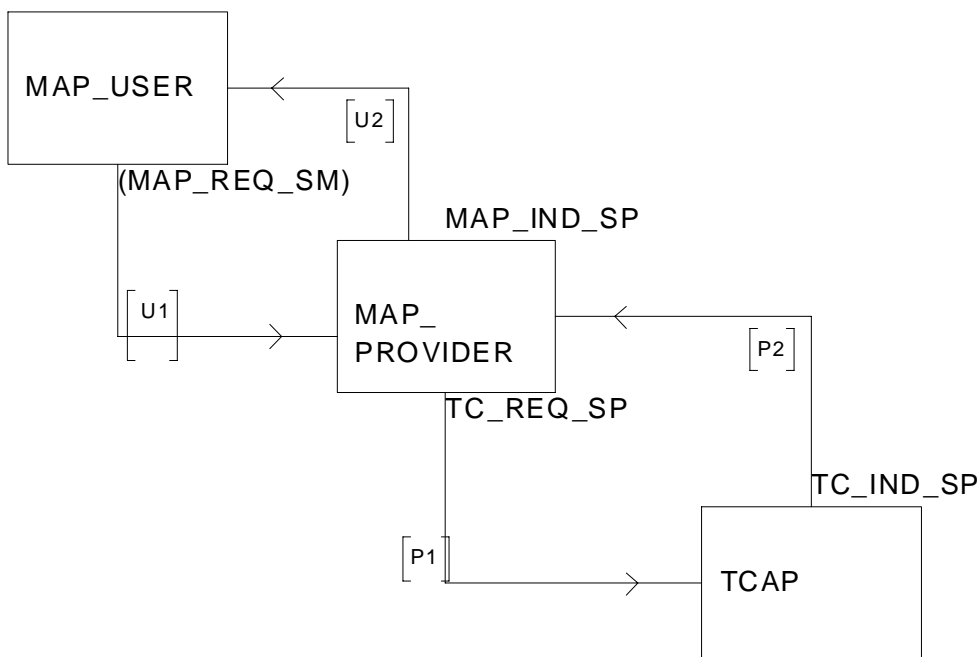 MAP_USER
[U2]
(MAP_REQ_SM)
MAP_IND_SP
[U1]
MAP_
PROVIDER
[P2]
TC_REQ_SP
TC_IND_SP
[P1]
TCAP